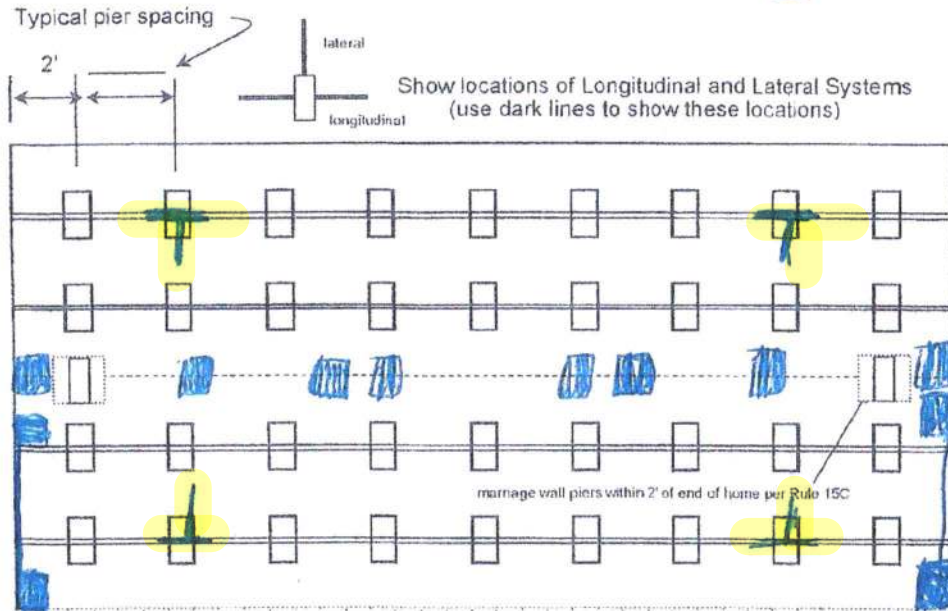 Typical pier spacing
2'
lateral
longitudinal
Show locations of Longitudinal and Lateral Systems
(use dark lines to show these locations)
marriage wall piers within 2' of end of home per Rule 15C